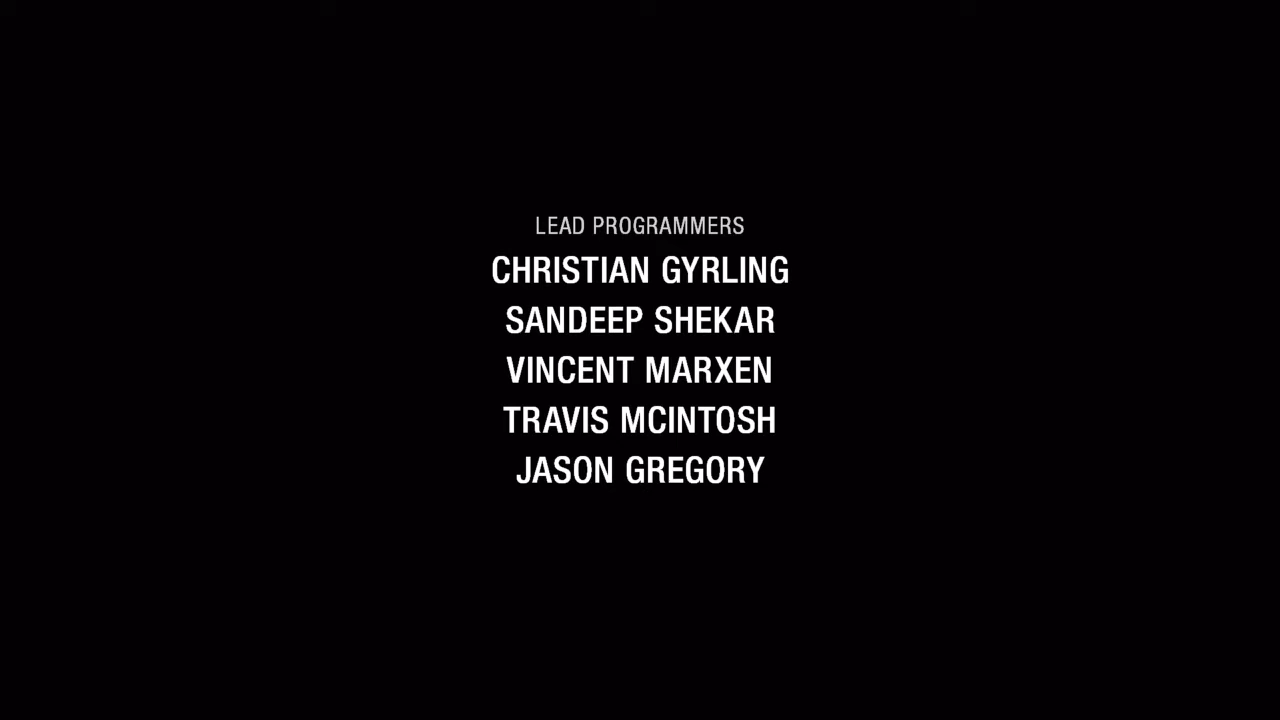 LEAD PROGRAMMERS
CHRISTIAN GYRLING
SANDEEP SHEKAR
VINCENT MARXEN
TRAVIS MCINTOSH
JASON GREGORY